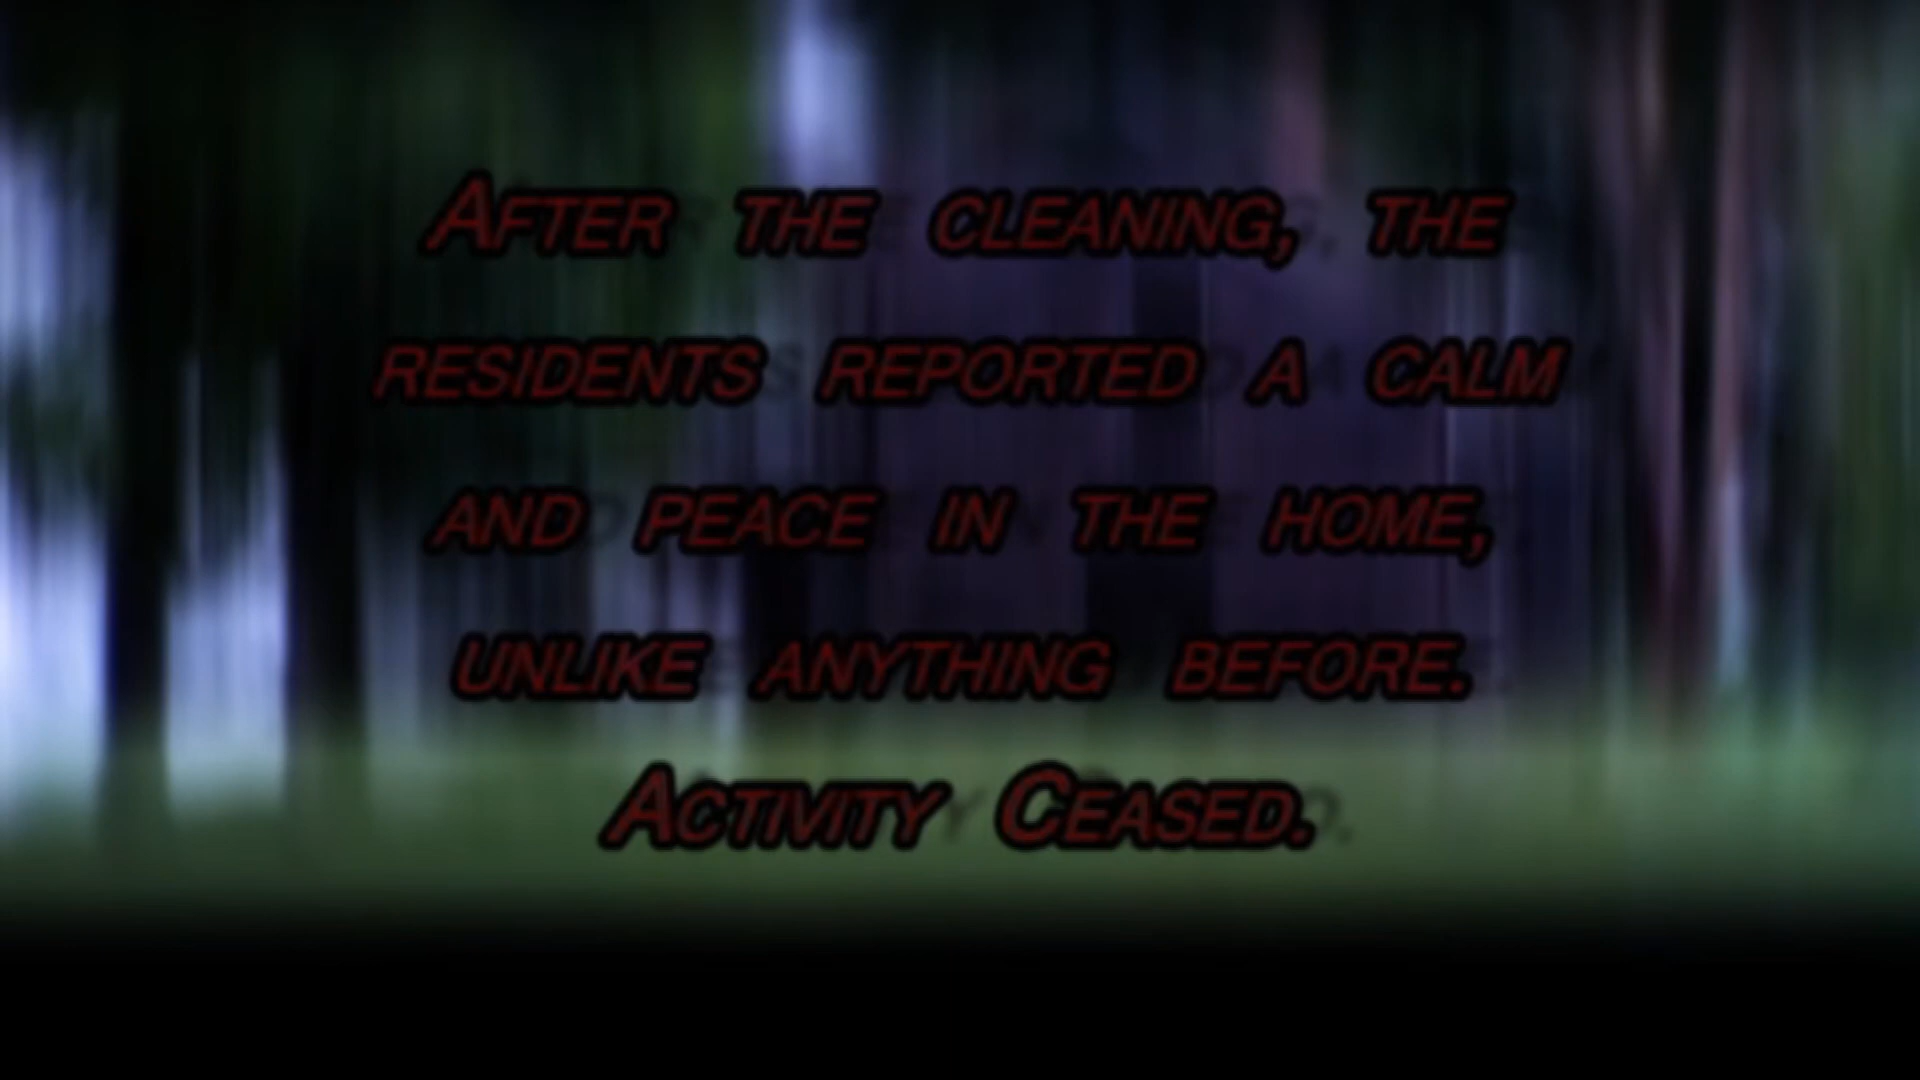 After the cleaning, the
residents reported a calm
and peace in the home,
unlike anything before.
Activity Ceased.